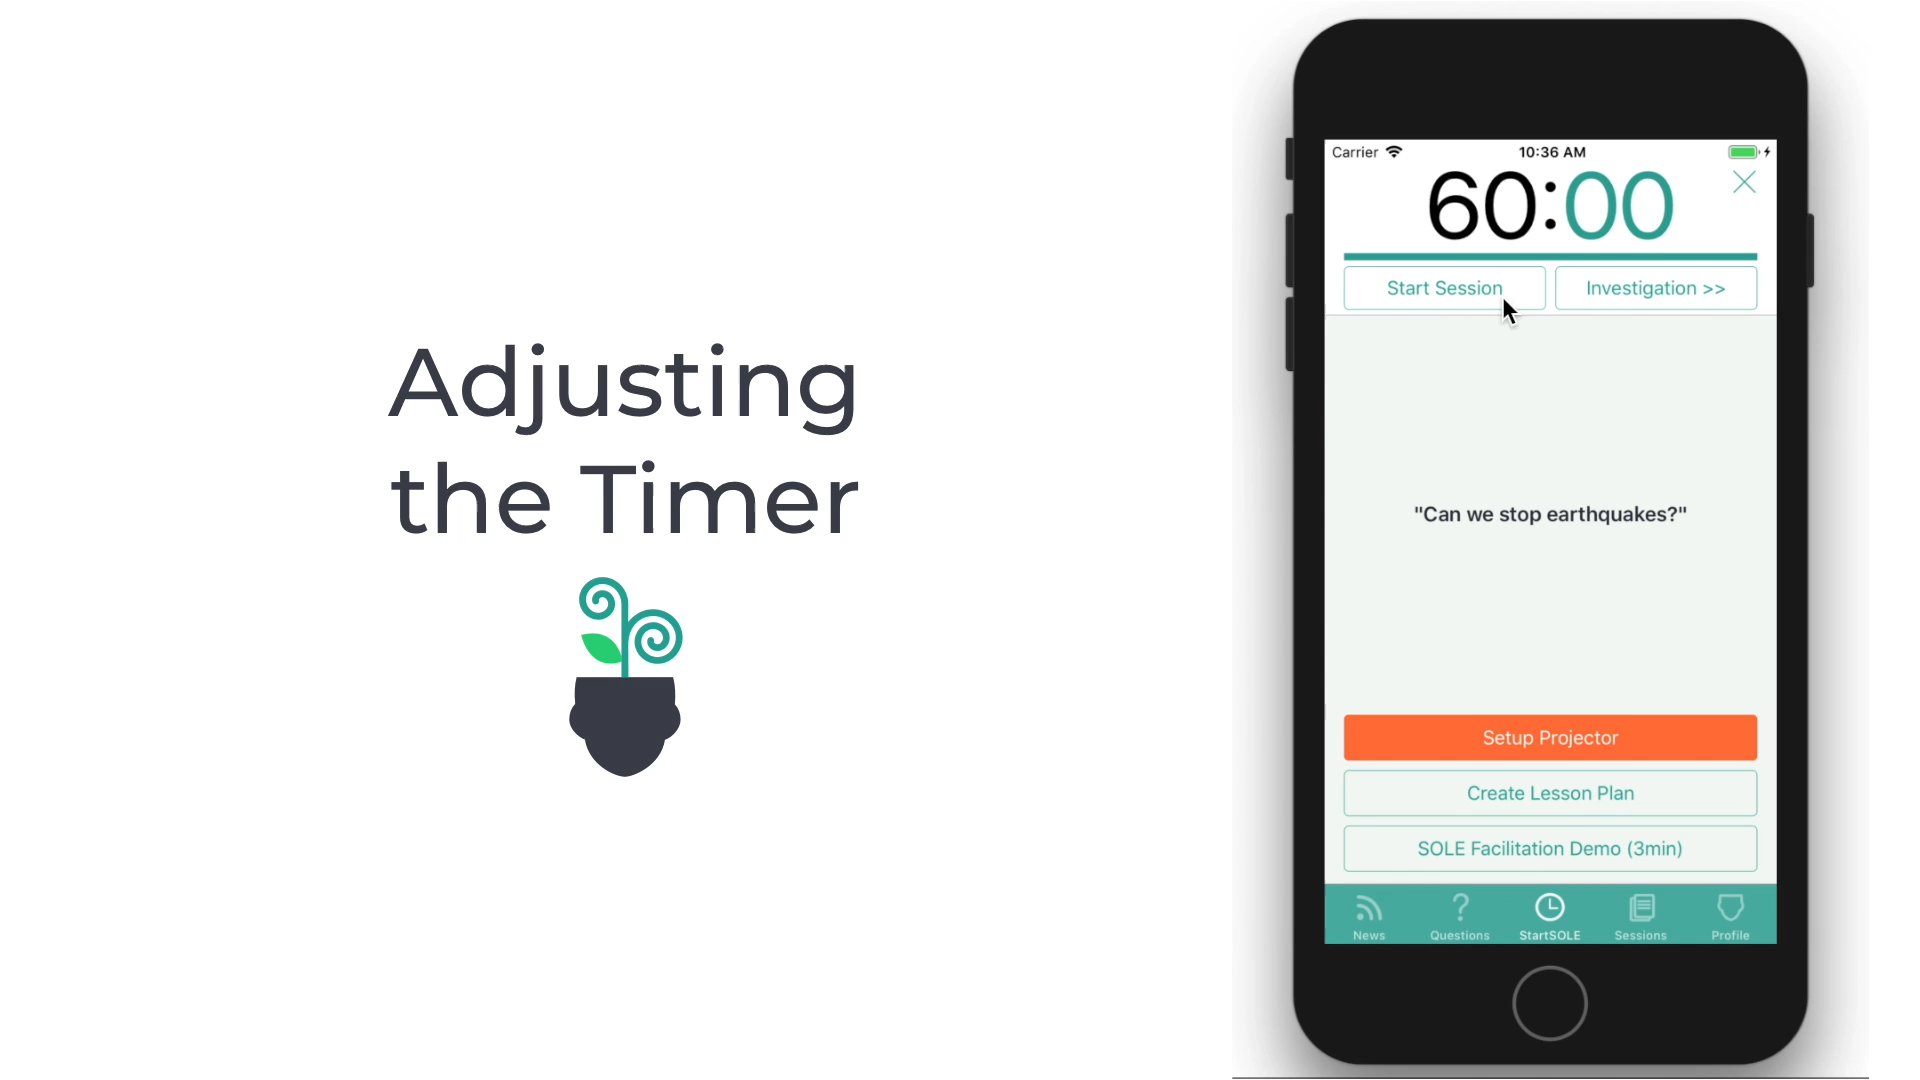 Adjusting
the Timer
Carrier 10:36 AM
60:00
Start Session Investigation >>
"Can we stop earthquakes?"
Setup Projector
Create Lesson Plan
SOLE Facilitation Demo (3min)
News Questions StartSOLE Sessions Profile